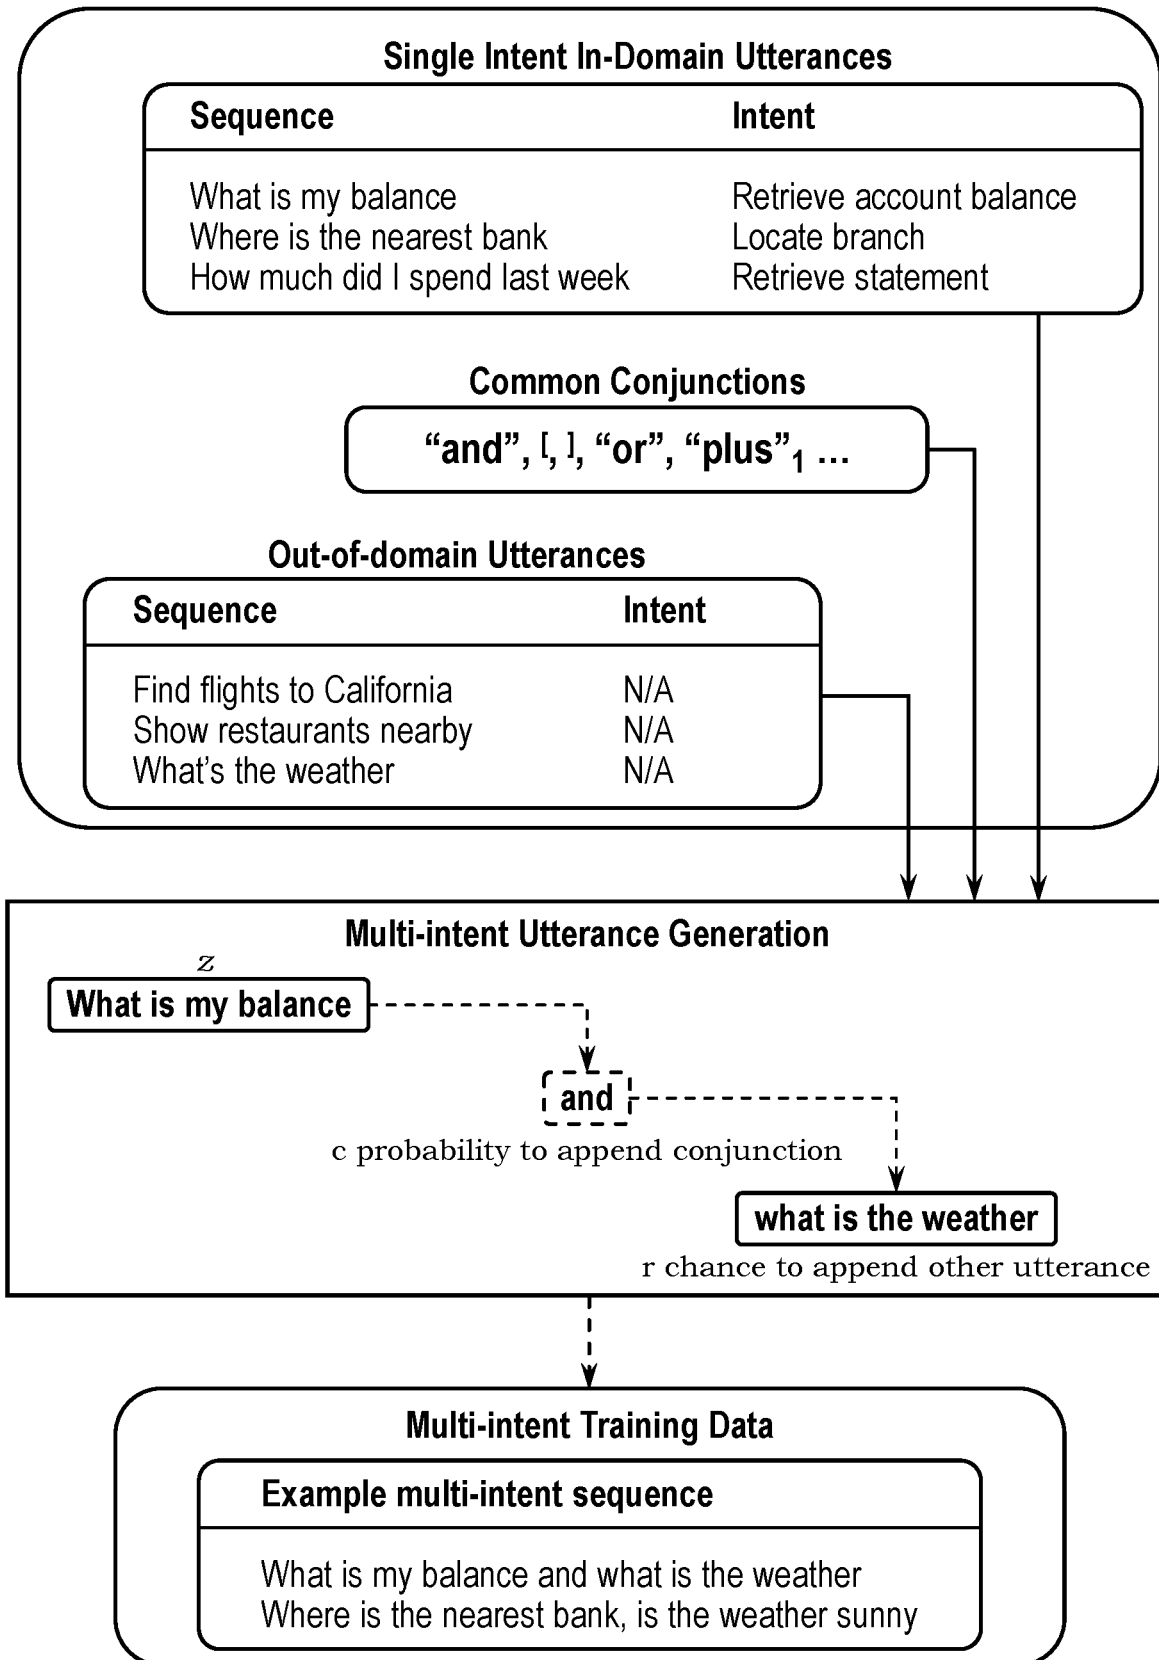 Single Intent In-Domain Utterances
Sequence Intent
What is my balance Retrieve account balance
Where is the nearest bank Locate branch
How much did I spend last week Retrieve statement
Common Conjunctions
“and”, [, ], “or”, “plus”1 ...
Out-of-domain Utterances
Sequence Intent
Find flights to California N/A
Show restaurants nearby N/A
What's the weather N/A
Multi-intent Utterance Generation
z
What is my balance
and
c probability to append conjunction
what is the weather
r chance to append other utterance
Multi-intent Training Data
Example multi-intent sequence
What is my balance and what is the weather
Where is the nearest bank, is the weather sunny